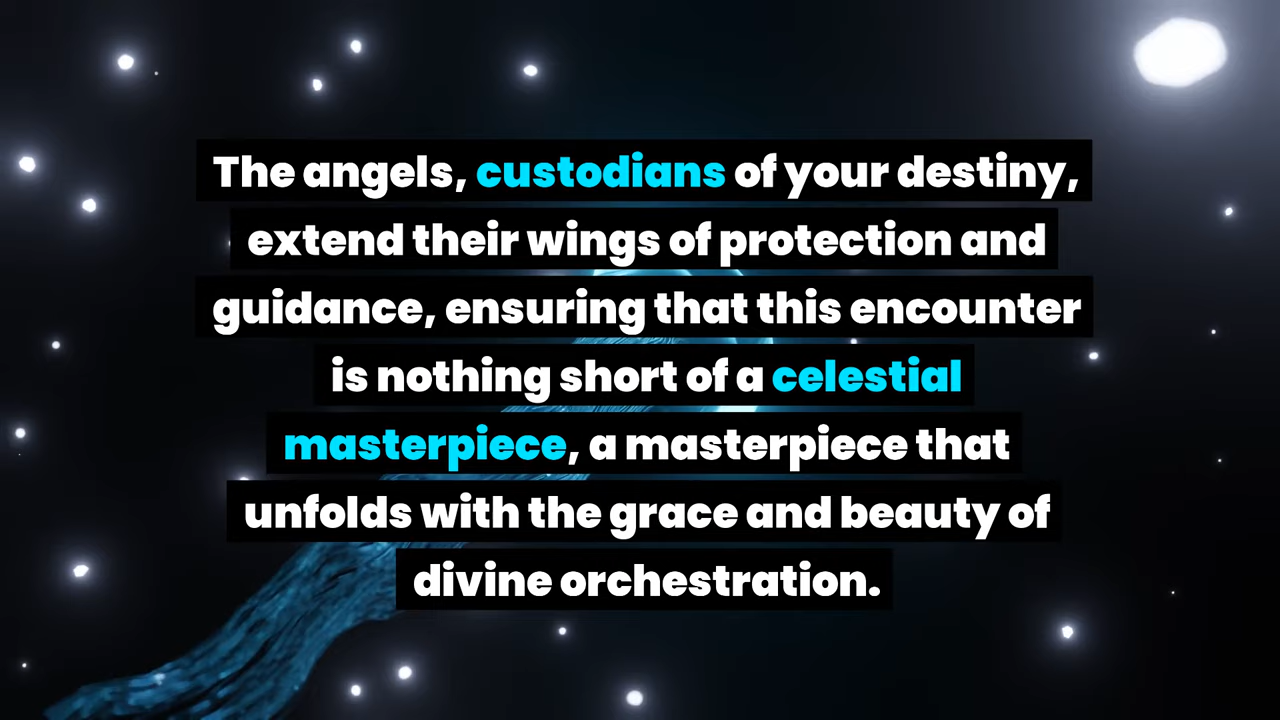 The angels, custodians of your destiny,
extend their wings of protection and
guidance, ensuring that this encounter
is nothing short of a celestial
masterpiece, a masterpiece that
unfolds with the grace and beauty of
divine orchestration.